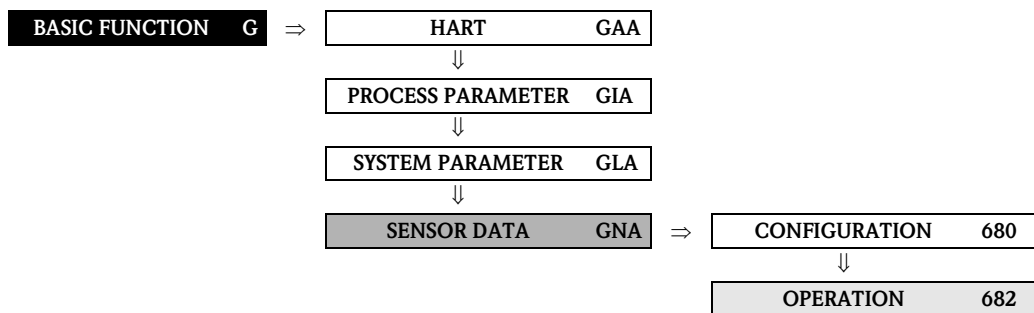 BASIC FUNCTION G ⇒ HART GAA
⇓
PROCESS PARAMETER GIA
⇓
SYSTEM PARAMETER GLA
⇓
SENSOR DATA GNA ⇒ CONFIGURATION 680
⇓
OPERATION 682